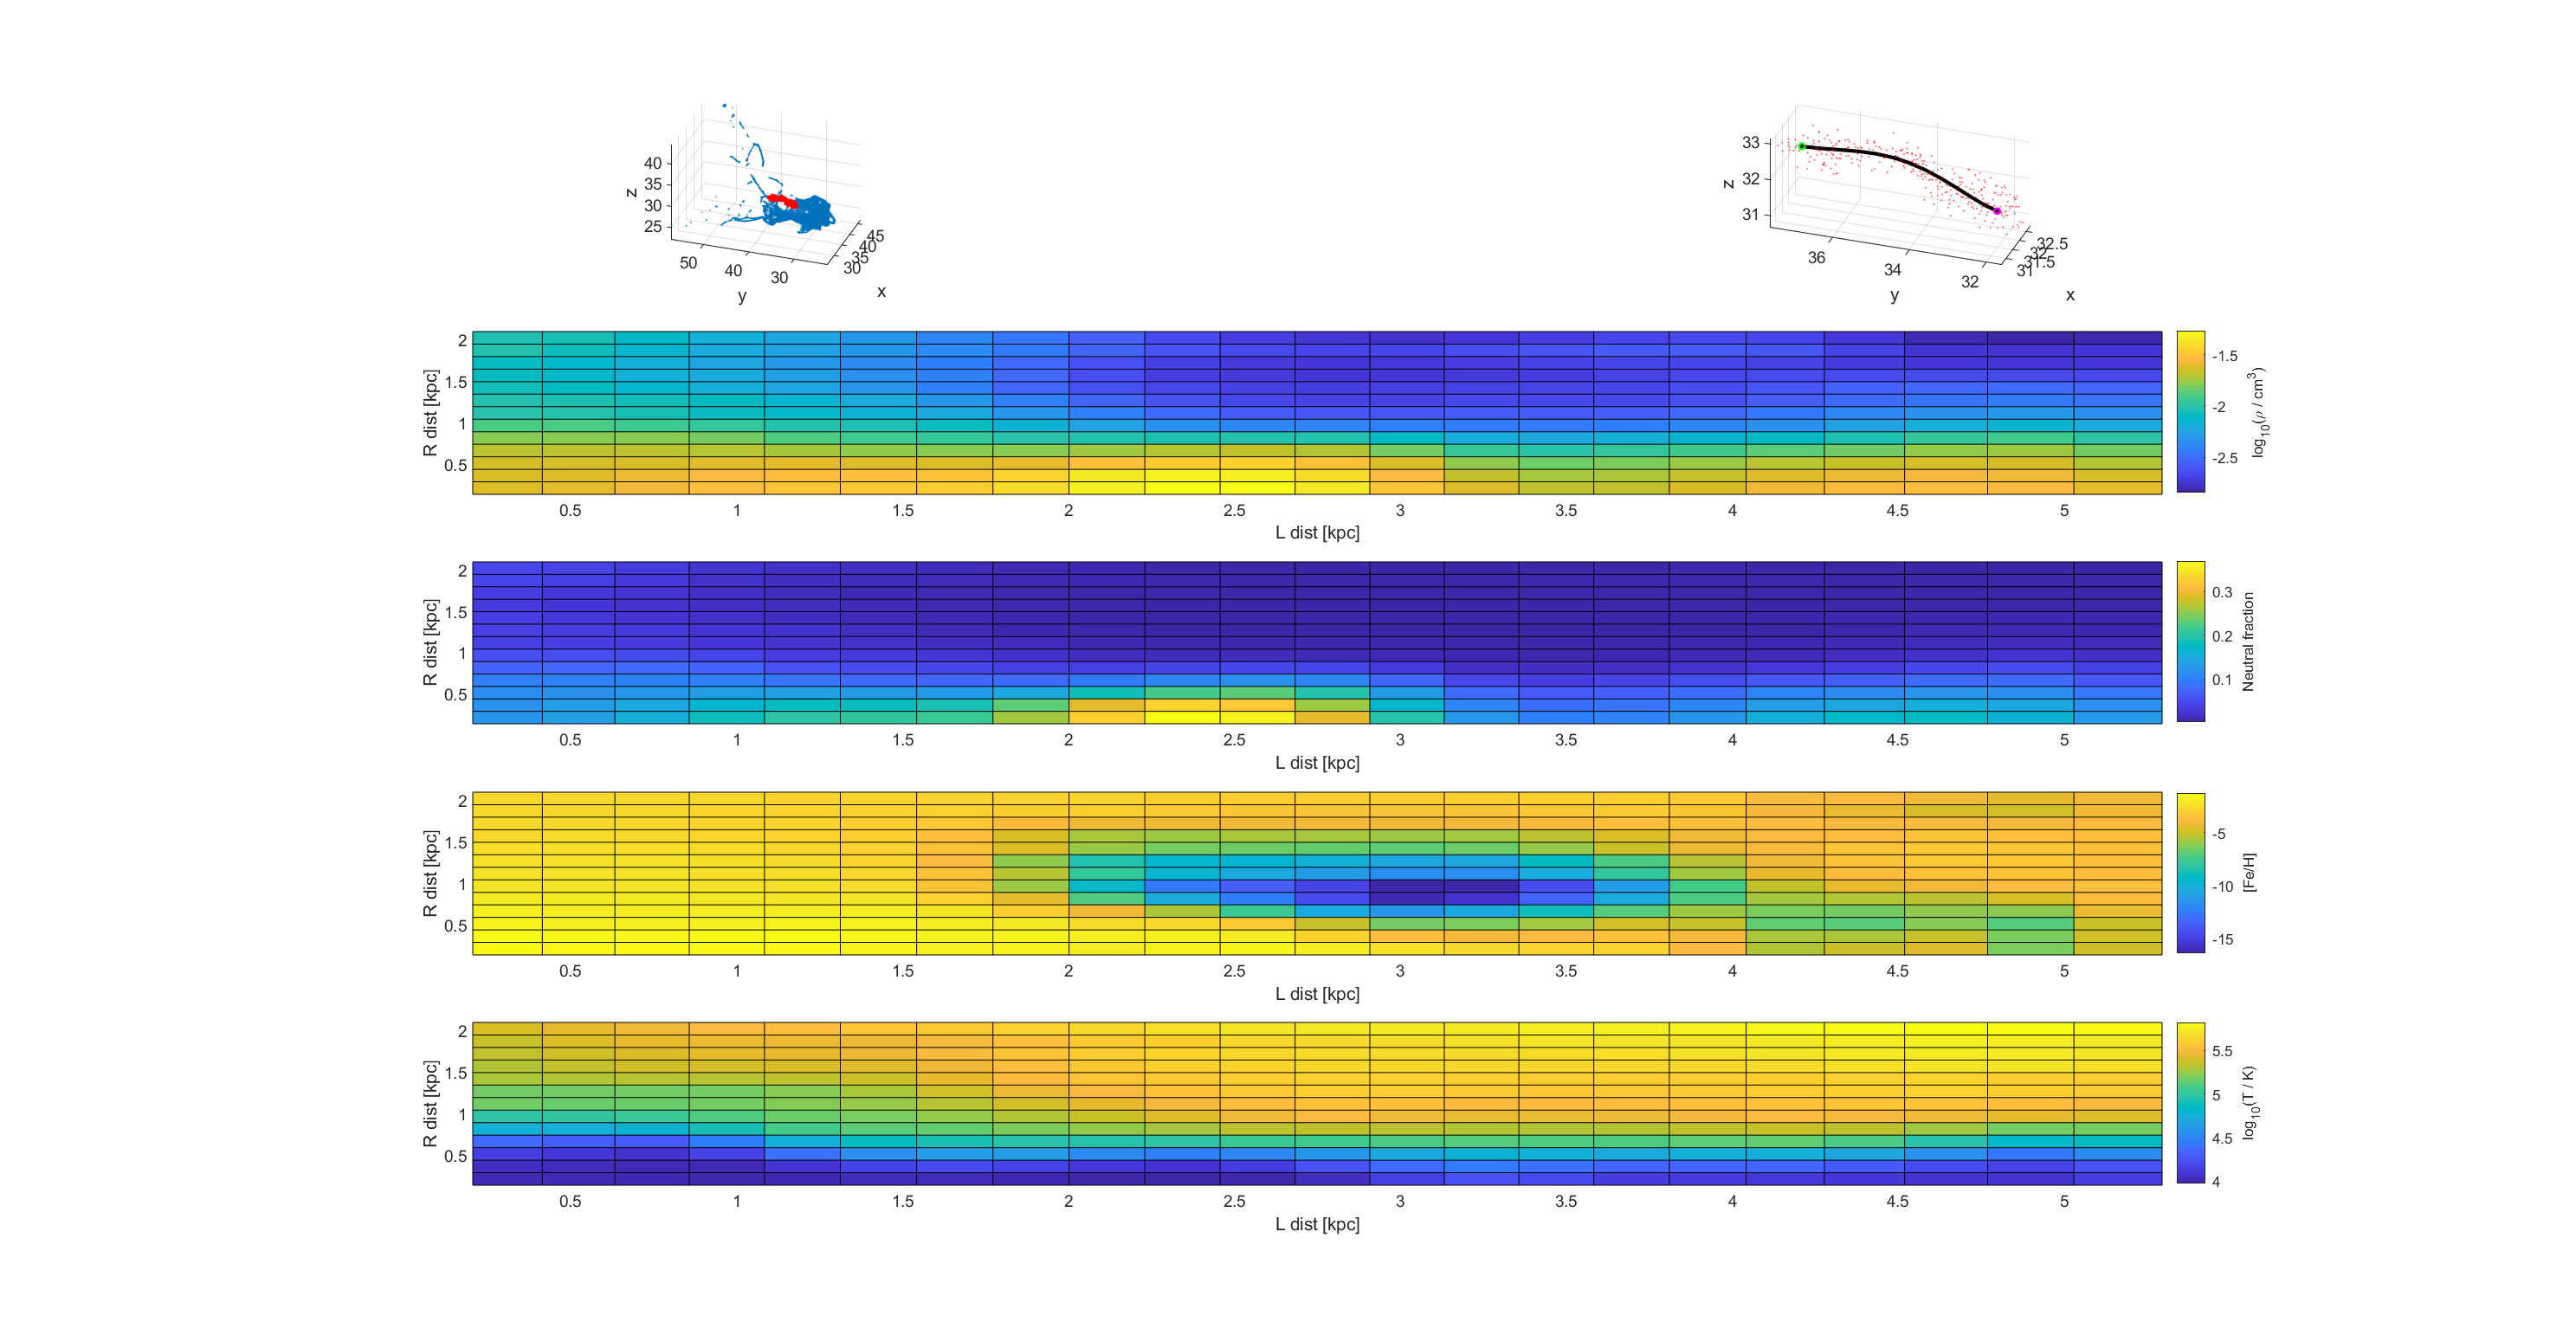 40
35
30
25
z
50
40
30
y
45
40
35
30
x
33
32
31
z
36
34
32
y
32.5
32
31.5
31
x
2
1.5
1
0.5
R dist [kpc]
0.5 1 1.5 2 2.5 3 3.5 4 4.5 5
L dist [kpc]
-1.5
-2
-2.5
log10(ρ / cm3)
2
1.5
1
0.5
R dist [kpc]
0.5 1 1.5 2 2.5 3 3.5 4 4.5 5
L dist [kpc]
0.3
0.2
0.1
Neutral fraction
2
1.5
1
0.5
R dist [kpc]
0.5 1 1.5 2 2.5 3 3.5 4 4.5 5
L dist [kpc]
-5
-10
-15
[Fe/H]
2
1.5
1
0.5
R dist [kpc]
0.5 1 1.5 2 2.5 3 3.5 4 4.5 5
L dist [kpc]
5.5
5
4.5
4
log10(T / K)